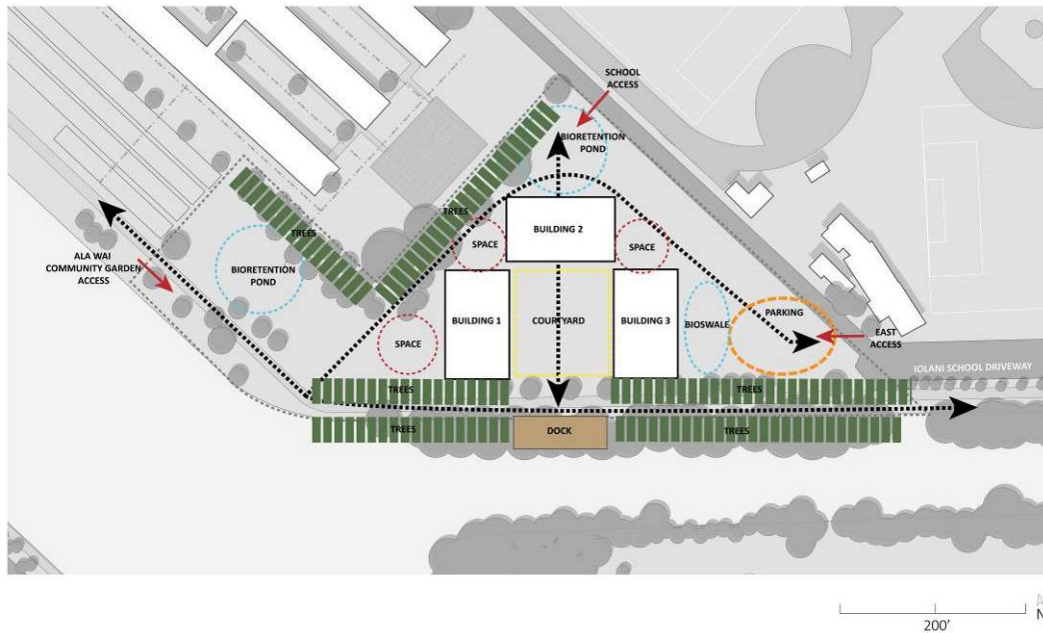 SCHOOL
ACCESS
BIORETENTION
POND
TREES
TREES
SPACE
BUILDING 2
SPACE
ALA WAI
COMMUNITY GARDEN
ACCESS
BIORETENTION
POND
PARKING
BUILDING 1
COURTYARD
BUILDING 3
BIOSWALE
EAST
ACCESS
SPACE
IOLANI SCHOOL DRIVEWAY
TREES
TREES
TREES
DOCK
TREES
200'
N